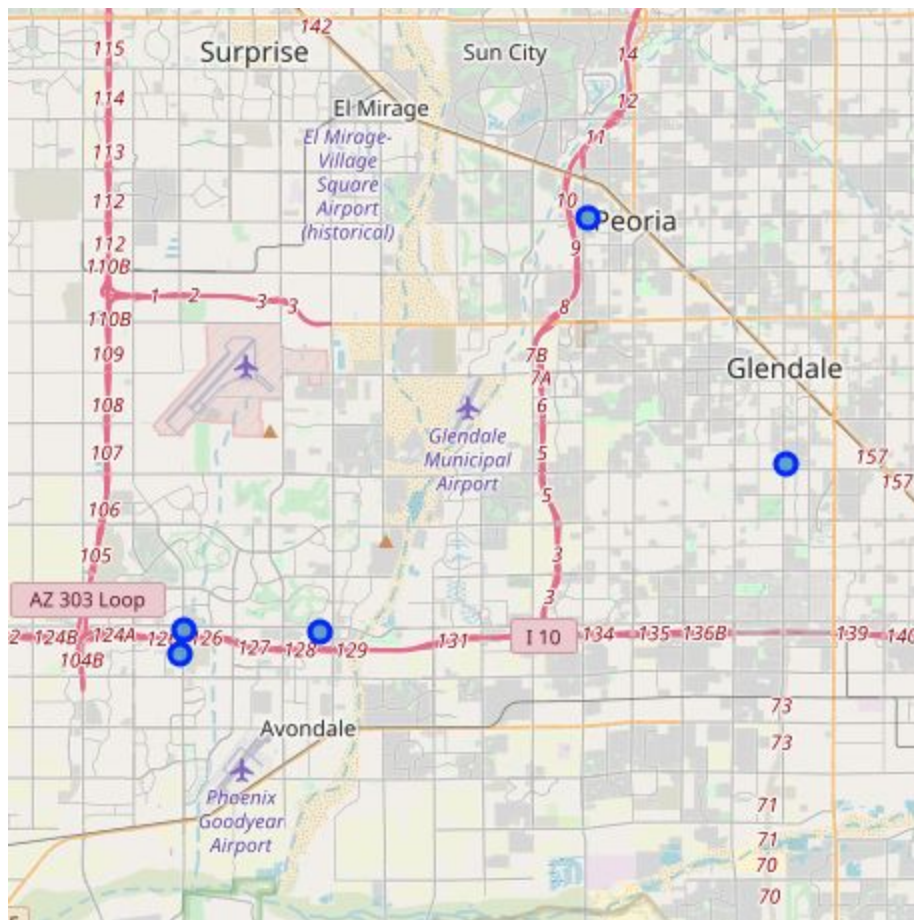 142
115
Surprise
Sun City
14
114
12
El Mirage
11
113
El Mirage-
Village
Square
Airport
(historical)
112
10
Peoria
112
9
110B
1
2
3
3
8
110B
109
7B
7A
Glendale
108
6
107
Glendale
Municipal
Airport
5
157
157
106
5
105
3
3
AZ 303 Loop
2
124B
124A
126
127
128
129
131
I 10
134
135
136B
139
140
104B
73
Avondale
73
Phoenix
Goodyear
Airport
71
71
70
70